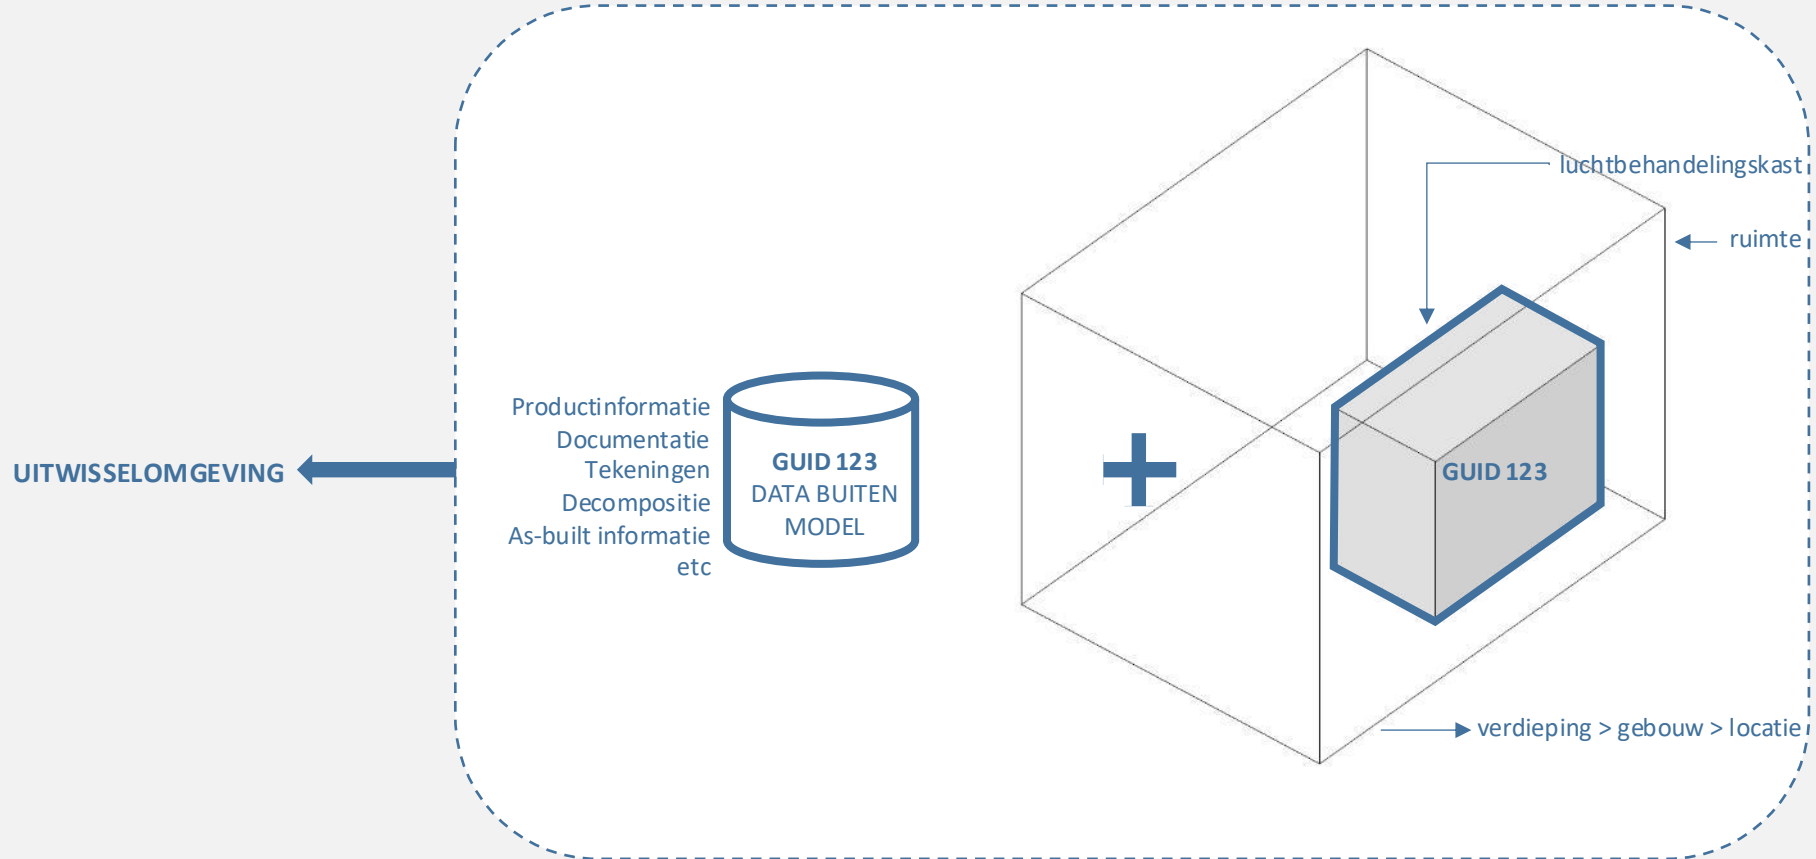 luchtbehandelingskast
ruimte
Productinformatie
Documentatie
Tekeningen
Decompositie
As-built informatie
etc
UITWISSELOMGEVING
GUID 123
DATA BUITEN
MODEL
GUID 123
verdieping > gebouw > locatie